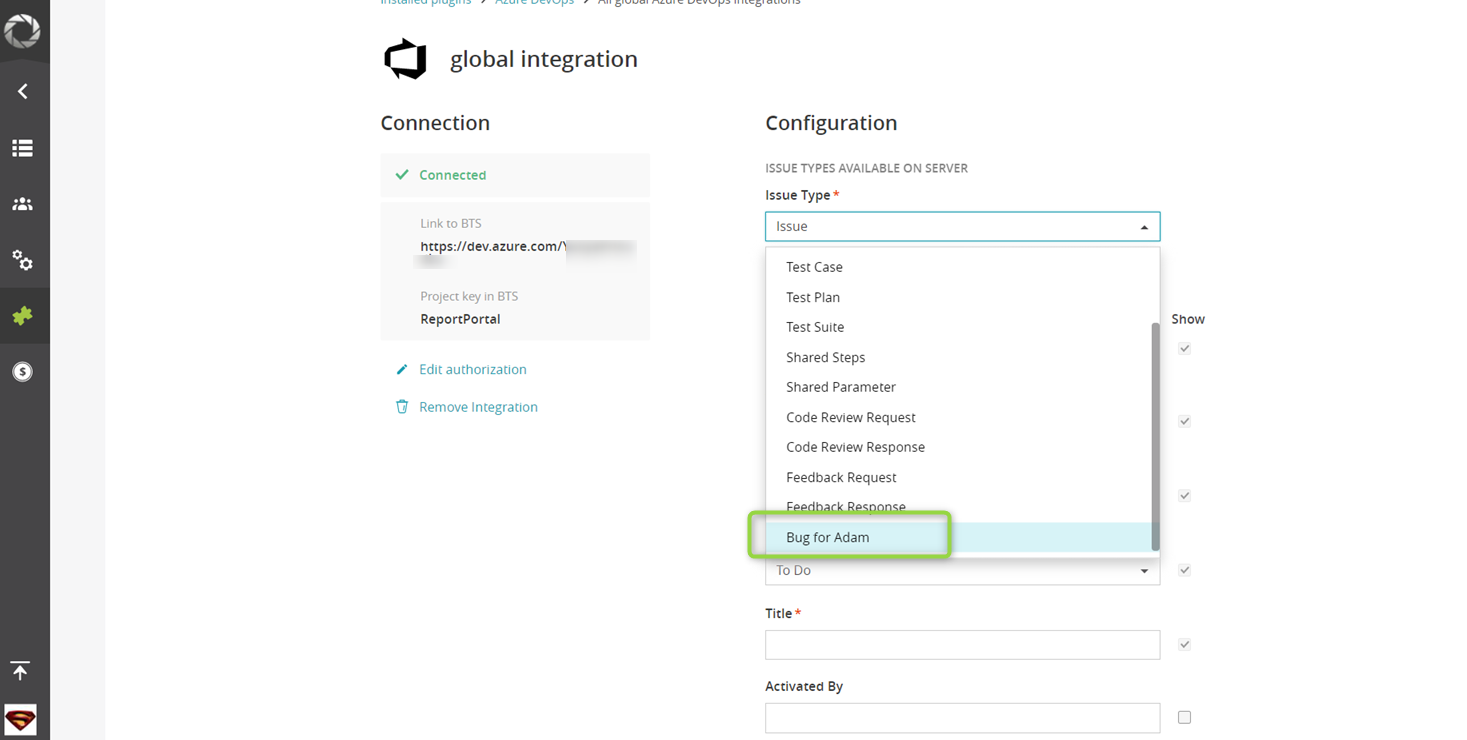 Installed plugins > Azure DevOps > All global Azure DevOps integrations
global integration
Connection
Connected
Link to BTS
https://dev.azure.com/
Project key in BTS
ReportPortal
Edit authorization
Remove Integration
Configuration
ISSUE TYPES AVAILABLE ON SERVER
Issue Type*
Issue
Test Case
Test Plan
Test Suite
Shared Steps
Shared Parameter
Code Review Request
Code Review Response
Feedback Request
Feedback Response
Bug for Adam
Show
To Do
Title*
Activated By